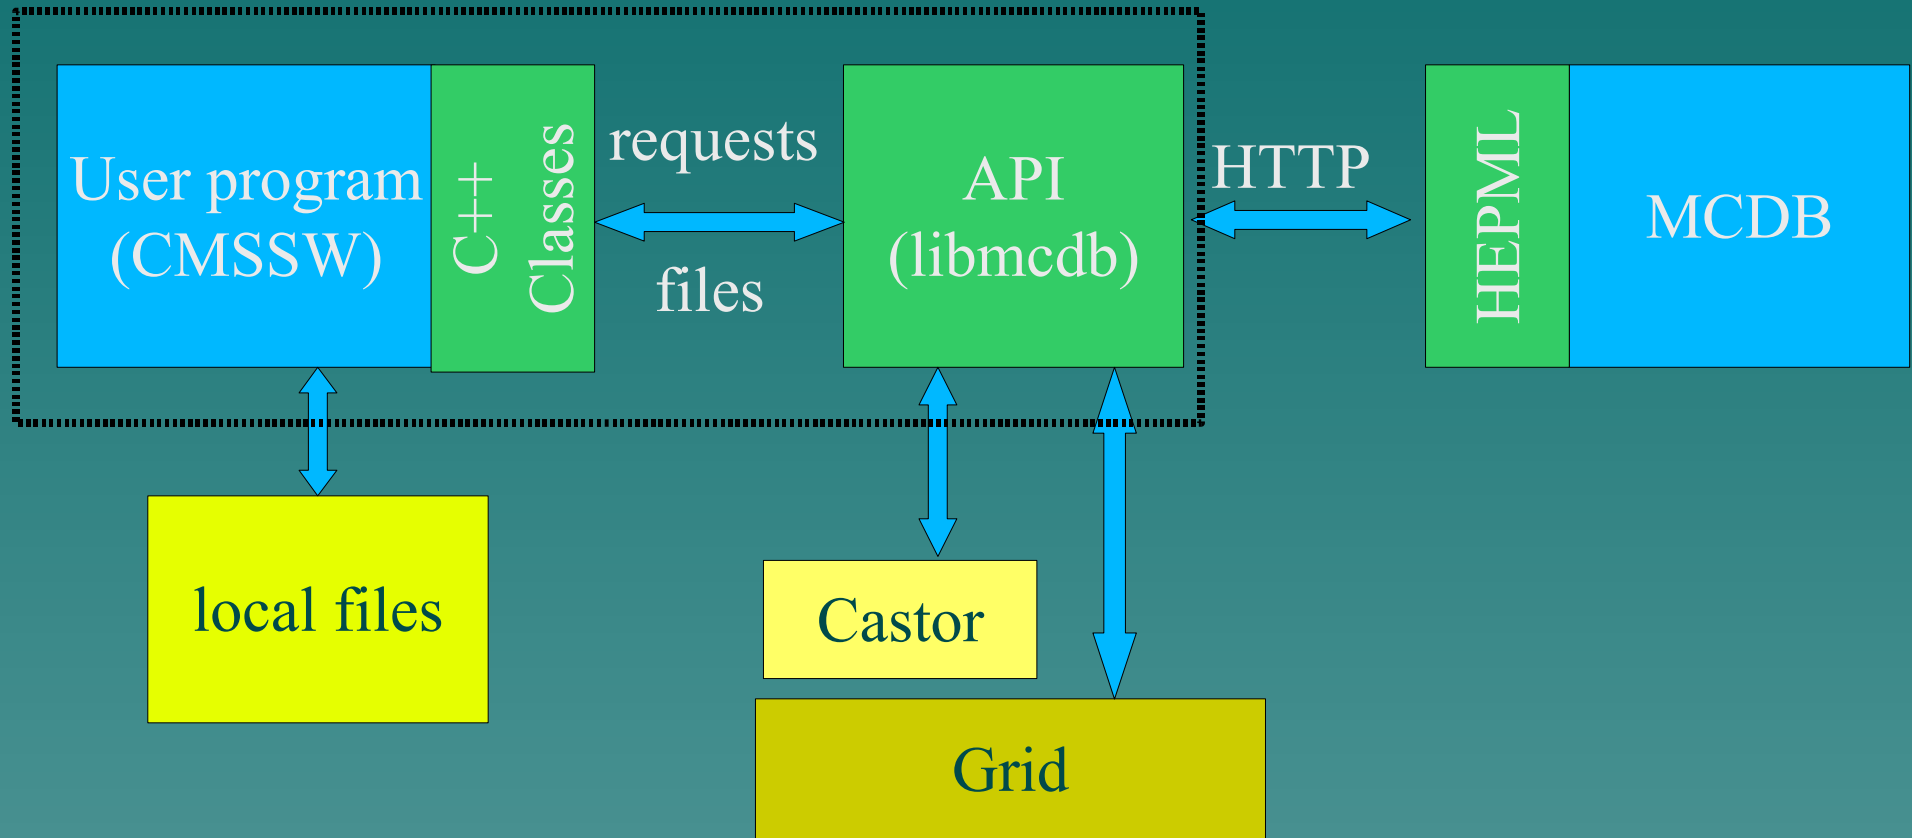 User program
(CMSSW)
C++
Classes
requests
files
API
(libmcdb)
HTTP
HEPML
MCDB
local files
Castor
Grid